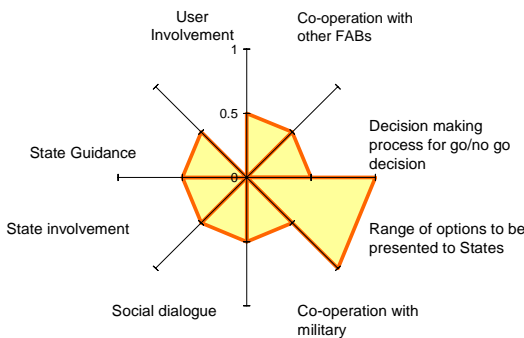 User
Involvement
Co-operation with
other FABs
1
0.5
Decision making
process for go/no go
decision
State Guidance
0
State involvement
Range of options to be
presented to States
Social dialogue
Co-operation with
military